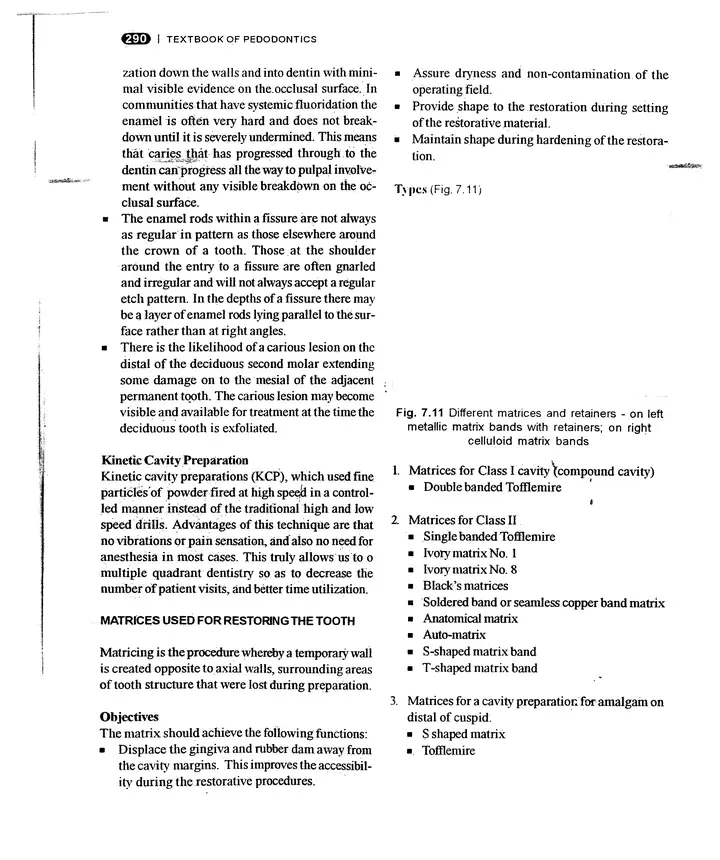 290 | TEXTBOOK OF PEDODONTICS
zation down the walls and into dentin with mini-
mal visible evidence on the occlusal surface. In
communities that have systemic fluoridation the
enamel is often very hard and does not break-
down until it is severely undermined. This means
that caries that has progressed through to the
dentin can progress all the way to pulpal involve-
ment without any visible breakdown on the oc-
clusal surface.
▪ The enamel rods within a fissure are not always
as regular in pattern as those elsewhere around
the crown of a tooth. Those at the shoulder
around the entry to a fissure are often gnarled
and irregular and will not always accept a regular
etch pattern. In the depths of a fissure there may
be a layer of enamel rods lying parallel to the sur-
face rather than at right angles.
▪ There is the likelihood of a carious lesion on the
distal of the deciduous second molar extending
some damage on to the mesial of the adjacent
permanent tooth. The carious lesion may become
visible and available for treatment at the time the
deciduous tooth is exfoliated.
Kinetic Cavity Preparation
Kinetic cavity preparations (KCP), which used fine
particles of powder fired at high speed in a control-
led manner instead of the traditional high and low
speed drills. Advantages of this technique are that
no vibrations or pain sensation, and also no need for
anesthesia in most cases. This truly allows us to o
multiple quadrant dentistry so as to decrease the
number of patient visits, and better time utilization.
MATRICES USED FOR RESTORING THE TOOTH
Matricing is the procedure whereby a temporary wall
is created opposite to axial walls, surrounding areas
of tooth structure that were lost during preparation.
Objectives
The matrix should achieve the following functions:
▪ Displace the gingiva and rubber dam away from
the cavity margins. This improves the accessibil-
ity during the restorative procedures.
▪ Assure dryness and non-contamination of the
operating field.
▪ Provide shape to the restoration during setting
of the restorative material.
▪ Maintain shape during hardening of the restora-
tion.
Types (Fig. 7.11)
Fig. 7.11 Different matrices and retainers - on left
metallic matrix bands with retainers; on right
celluloid matrix bands
1. Matrices for Class I cavity (compound cavity)
▪ Double banded Tofflemire
2. Matrices for Class II
▪ Single banded Tofflemire
▪ Ivory matrix No. 1
▪ Ivory matrix No. 8
▪ Black's matrices
▪ Soldered band or seamless copper band matrix
▪ Anatomical matrix
▪ Auto-matrix
▪ S-shaped matrix band
▪ T-shaped matrix band
3. Matrices for a cavity preparation for amalgam on
distal of cuspid.
▪ S shaped matrix
▪ Tofflemire